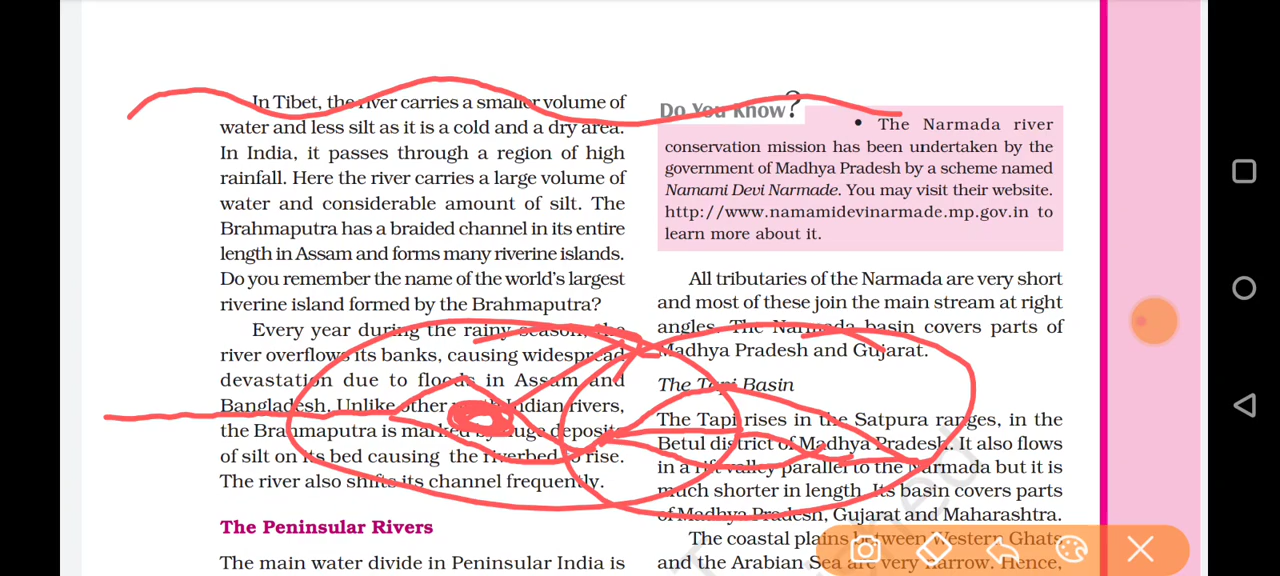 In Tibet, the river carries a smaller volume of
water and less silt as it is a cold and a dry area.
In India, it passes through a region of high
rainfall. Here the river carries a large volume of
water and considerable amount of silt. The
Brahmaputra has a braided channel in its entire
length in Assam and forms many riverine islands.
Do you remember the name of the world's largest
riverine island formed by the Brahmaputra?
Every year during the rainy season, the
river overflows its banks, causing widespread
devastation due to floods in Assam and
Bangladesh. Unlike other north Indian rivers,
the Brahmaputra is marked by huge deposits
of silt on its bed causing the riverbed to rise.
The river also shifts its channel frequently.
The Peninsular Rivers
The main water divide in Peninsular India is
Do You Know?
• The Narmada river
conservation mission has been undertaken by the
government of Madhya Pradesh by a scheme named
Namami Devi Narmade. You may visit their website.
http://www.namamidevinarmade.mp.gov.in to
learn more about it.
All tributaries of the Narmada are very short
and most of these join the main stream at right
angles. The Narmada basin covers parts of
Madhya Pradesh and Gujarat.
The Tapi Basin
The Tapi rises in the Satpura ranges, in the
Betul district of Madhya Pradesh. It also flows
in a rift valley parallel to the Narmada but it is
much shorter in length. Its basin covers parts
of Madhya Pradesh, Gujarat and Maharashtra.
The coastal plains between Western Ghats
and the Arabian Sea are very narrow. Hence,